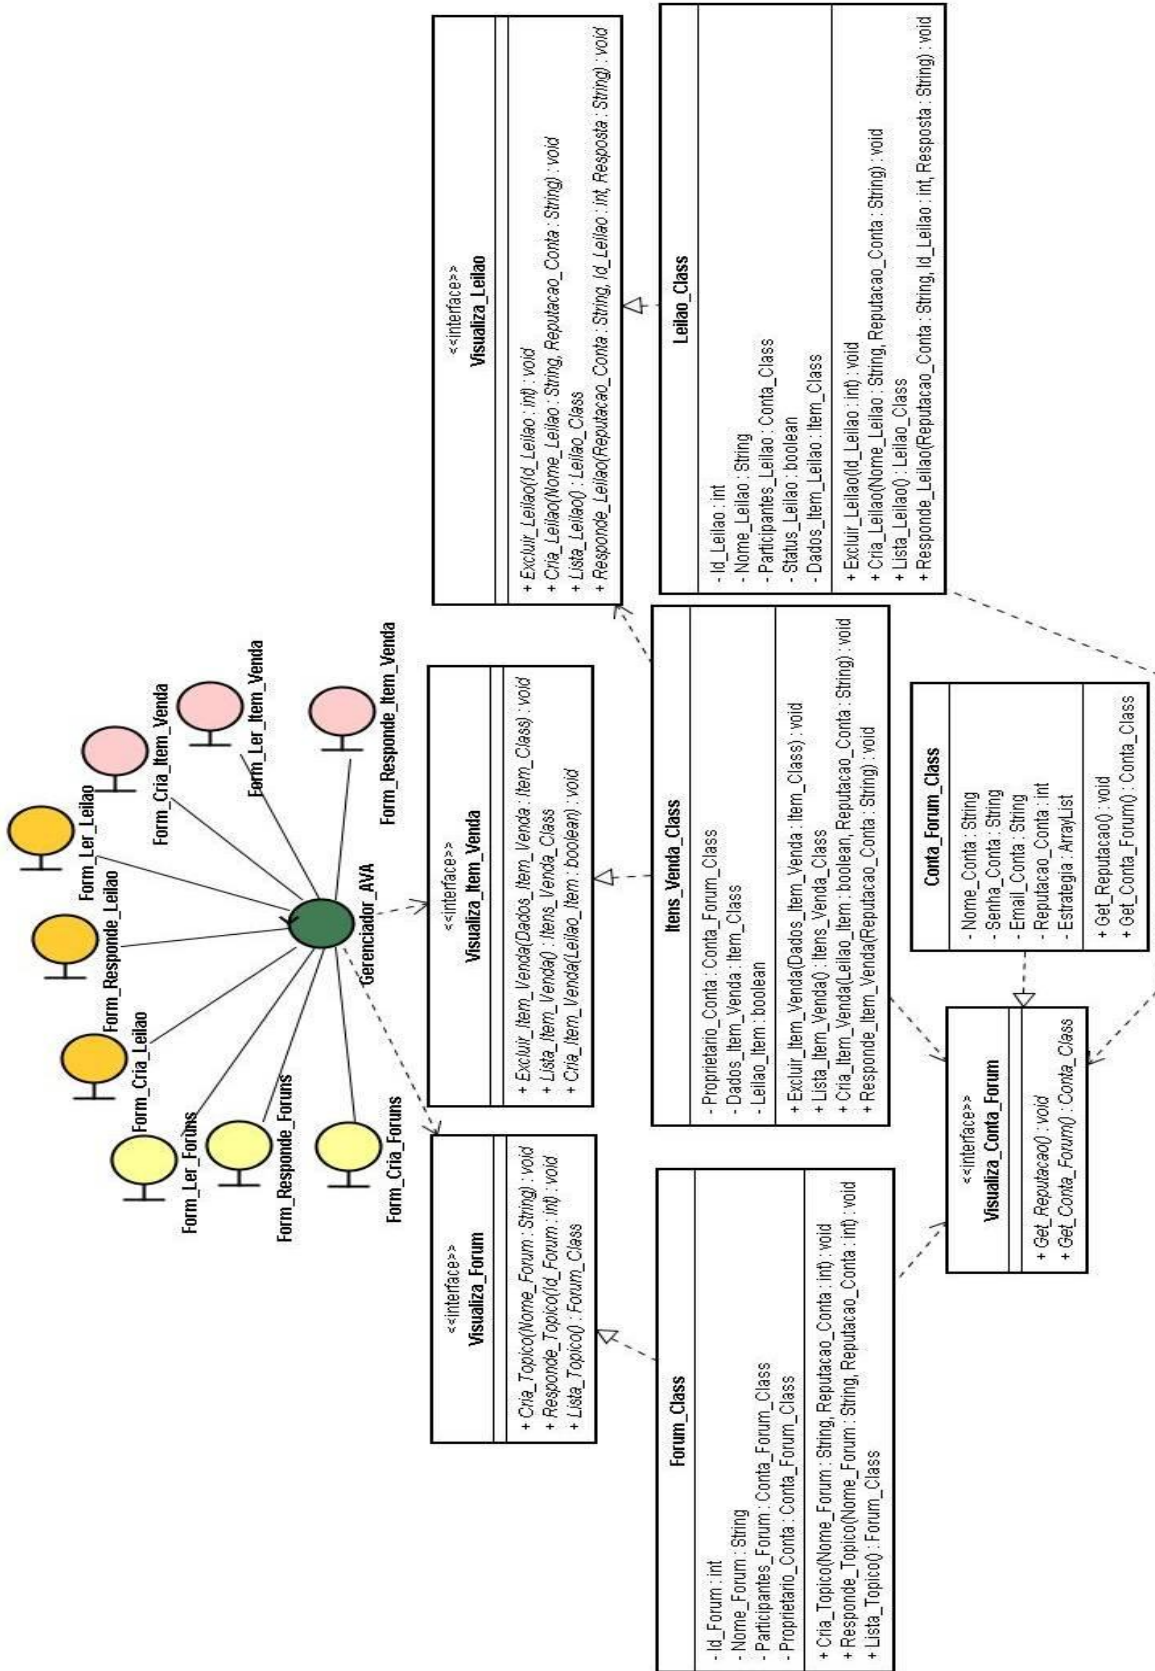 Form_Ler_Leilao
Form_Responde_Leilao
Form_Cria_Leilao
Form_Ler_Foruns
Form_Responde_Foruns
Form_Cria_Foruns
Form_Cria_Item_Venda
Form_Ler_Item_Venda
Form_Responde_Item_Venda
Gerenciador_AVA
<<interface>>
Visualiza_Forum
+ Cria_Topico(Nome_Forum : String) : void
+ Responde_Topico(Id_Forum : int) : void
+ Lista_Topico() : Forum_Class
<<interface>>
Visualiza_Item_Venda
+ Excluir_Item_Venda(Dados_Item_Venda : Item_Class) : void
+ Lista_Item_Venda() : Itens_Venda_Class
+ Cria_Item_Venda(Leilao_Item : boolean) : void
<<interface>>
Visualiza_Leilao
+ Excluir_Leilao(Id_Leilao : int) : void
+ Cria_Leilao(Nome_Leilao : String, Reputacao_Conta : String) : void
+ Lista_Leilao() : Leilao_Class
+ Responde_Leilao(Reputacao_Conta : String, Id_Leilao : int, Resposta : String) : void
Forum_Class
- Id_Forum : int
- Nome_Forum : String
- Participantes_Forum : Conta_Forum_Class
- Proprietario_Conta : Conta_Forum_Class
+ Cria_Topico(Nome_Forum : String, Reputacao_Conta : int) : void
+ Responde_Topico(Nome_Forum : String, Reputacao_Conta : int) : void
+ Lista_Topico() : Forum_Class
Itens_Venda_Class
- Proprietario_Conta : Conta_Forum_Class
- Dados_Item_Venda : Item_Class
- Leilao_Item : boolean
+ Excluir_Item_Venda(Dados_Item_Venda : Item_Class) : void
+ Lista_Item_Venda() : Itens_Venda_Class
+ Cria_Item_Venda(Leilao_Item : boolean, Reputacao_Conta : String) : void
+ Responde_Item_Venda(Reputacao_Conta : String) : void
Leilao_Class
- Id_Leilao : int
- Nome_Leilao : String
- Participantes_Leilao : Conta_Class
- Status_Leilao : boolean
- Dados_Item_Leilao : Item_Class
+ Excluir_Leilao(Id_Leilao : int) : void
+ Cria_Leilao(Nome_Leilao : String, Reputacao_Conta : String) : void
+ Lista_Leilao() : Leilao_Class
+ Responde_Leilao(Reputacao_Conta : String, Id_Leilao : int, Resposta : String) : void
<<interface>>
Visualiza_Conta_Forum
+ Get_Reputacao() : void
+ Get_Conta_Forum() : Conta_Class
Conta_Forum_Class
- Nome_Conta : String
- Senha_Conta : String
- Email_Conta : String
- Reputacao_Conta : int
- Estrategia : ArrayList
+ Get_Reputacao() : void
+ Get_Conta_Forum() : Conta_Class